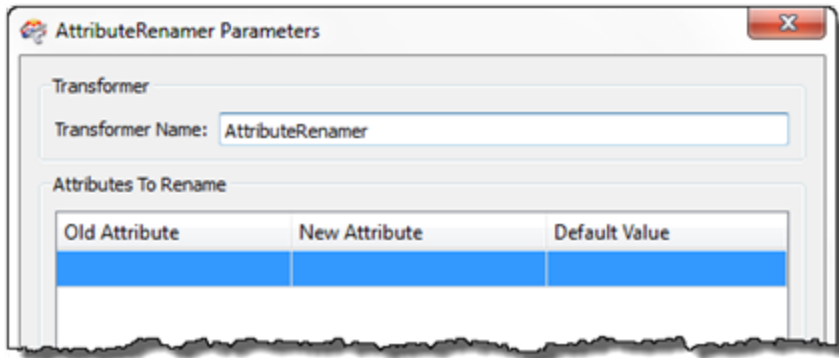 AttributeRenamer Parameters
Transformer
Transformer Name: AttributeRenamer
Attributes To Rename
Old Attribute New Attribute Default Value